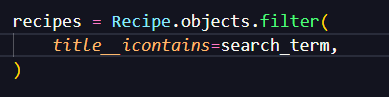 recipes = Recipe.objects.filter(
    title__icontains=search_term,
)